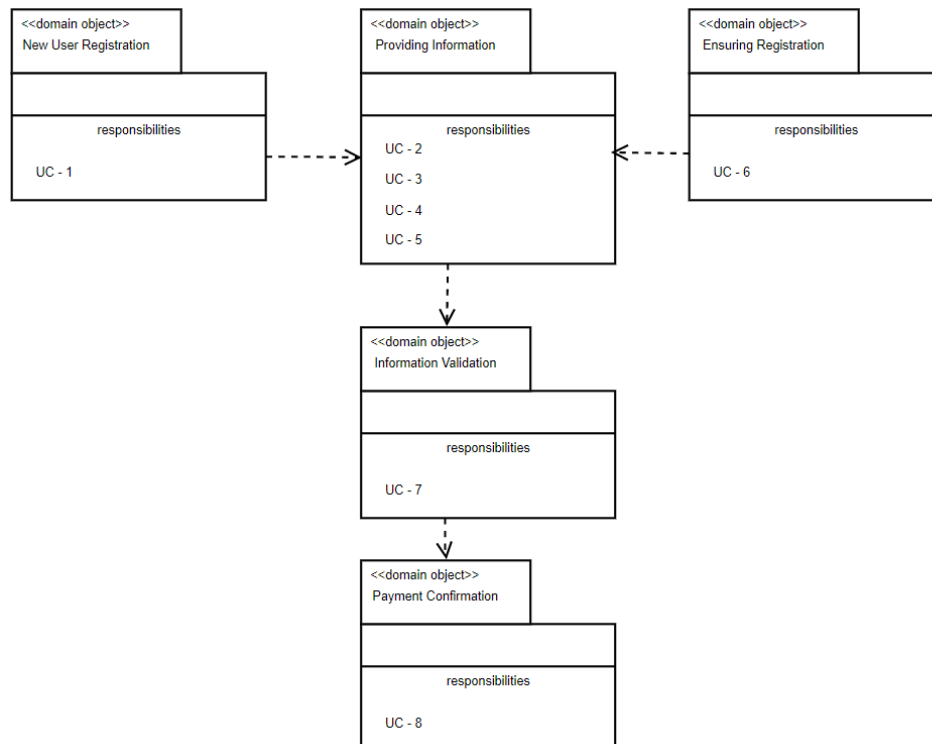 <<domain object>>
New User Registration
responsibilities
UC - 1
<<domain object>>
Providing Information
responsibilities
UC - 2
UC - 3
UC - 4
UC - 5
<<domain object>>
Ensuring Registration
responsibilities
UC - 6
<<domain object>>
Information Validation
responsibilities
UC - 7
<<domain object>>
Payment Confirmation
responsibilities
UC - 8